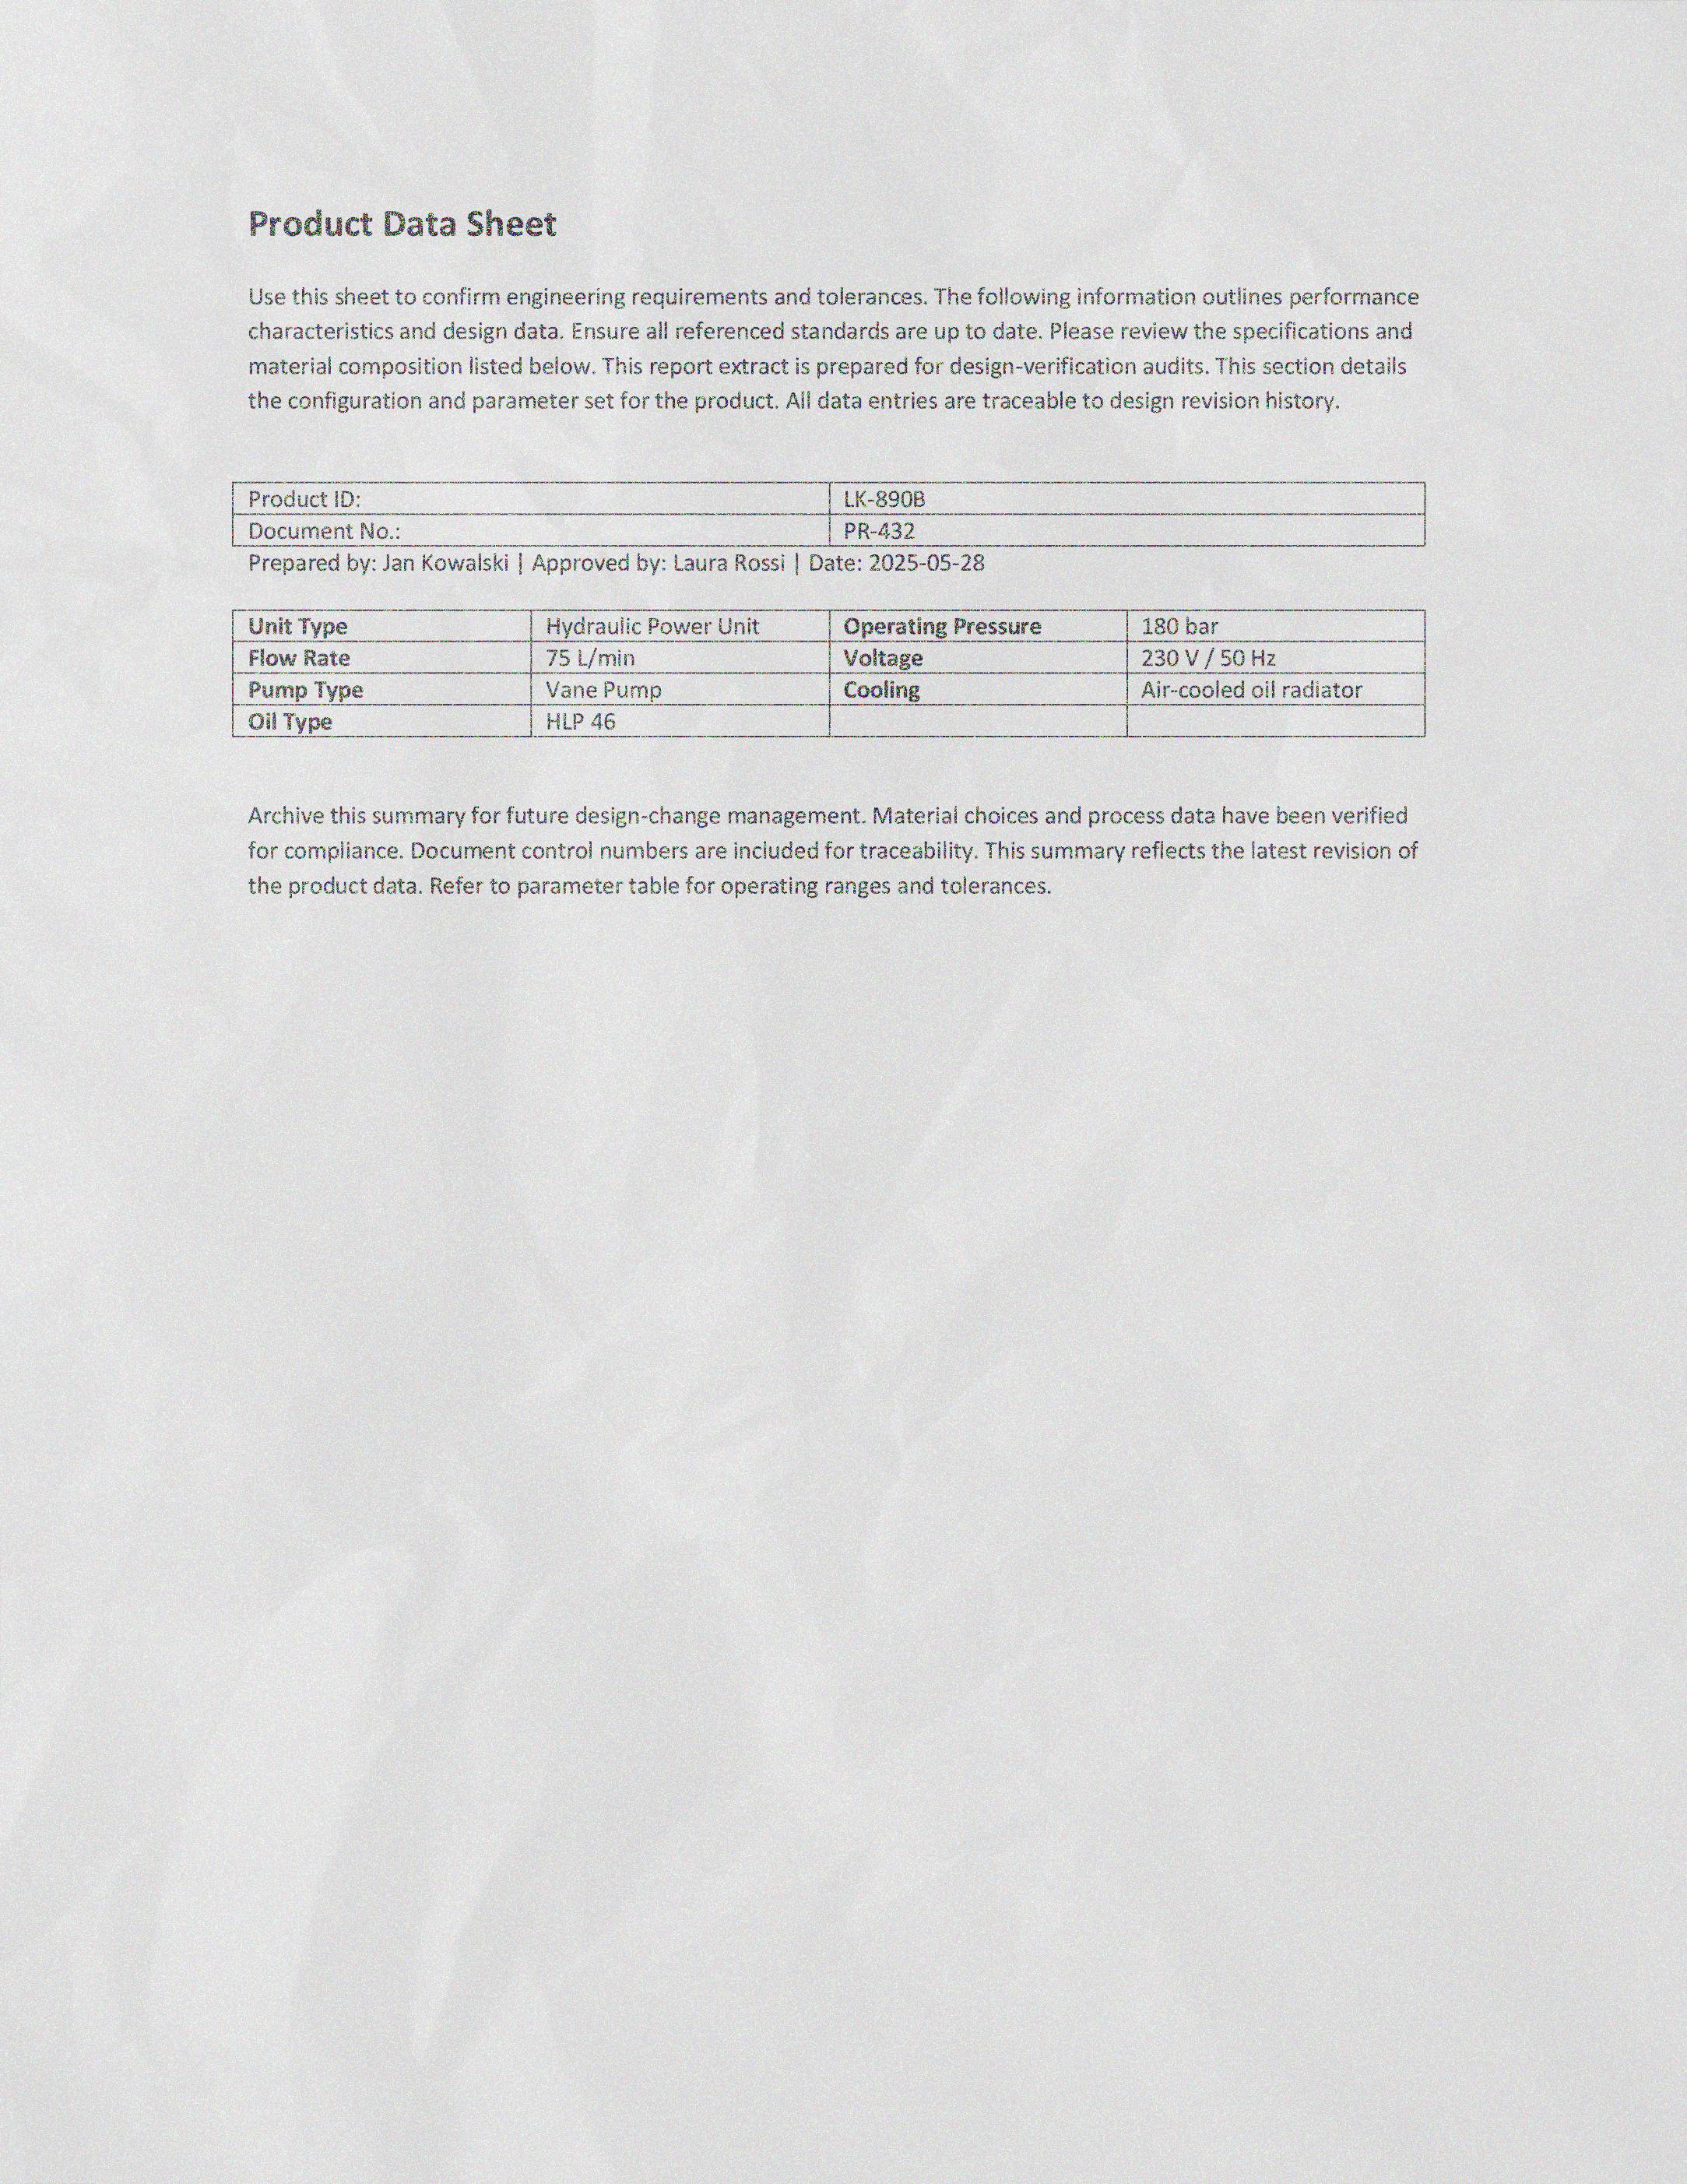 Product Data Sheet
Use this sheet to confirm engineering requirements and tolerances. The following information outlines performance
characteristics and design data. Ensure all referenced standards are up to date. Please review the specifications and
material composition listed below. This report extract is prepared for design-verification audits. This section details
the configuration and parameter set for the product. All data entries are traceable to design revision history.
Product ID: LK-890B
Document No.: PR-432
Prepared by: Jan Kowalski | Approved by: Laura Rossi | Date: 2025-05-28
Unit Type Hydraulic Power Unit Operating Pressure 180 bar
Flow Rate 75 L/min Voltage 230 V / 50 Hz
Pump Type Vane Pump Cooling Air-cooled oil radiator
Oil Type HLP 46
Archive this summary for future design-change management. Material choices and process data have been verified
for compliance. Document control numbers are included for traceability. This summary reflects the latest revision of
the product data. Refer to parameter table for operating ranges and tolerances.